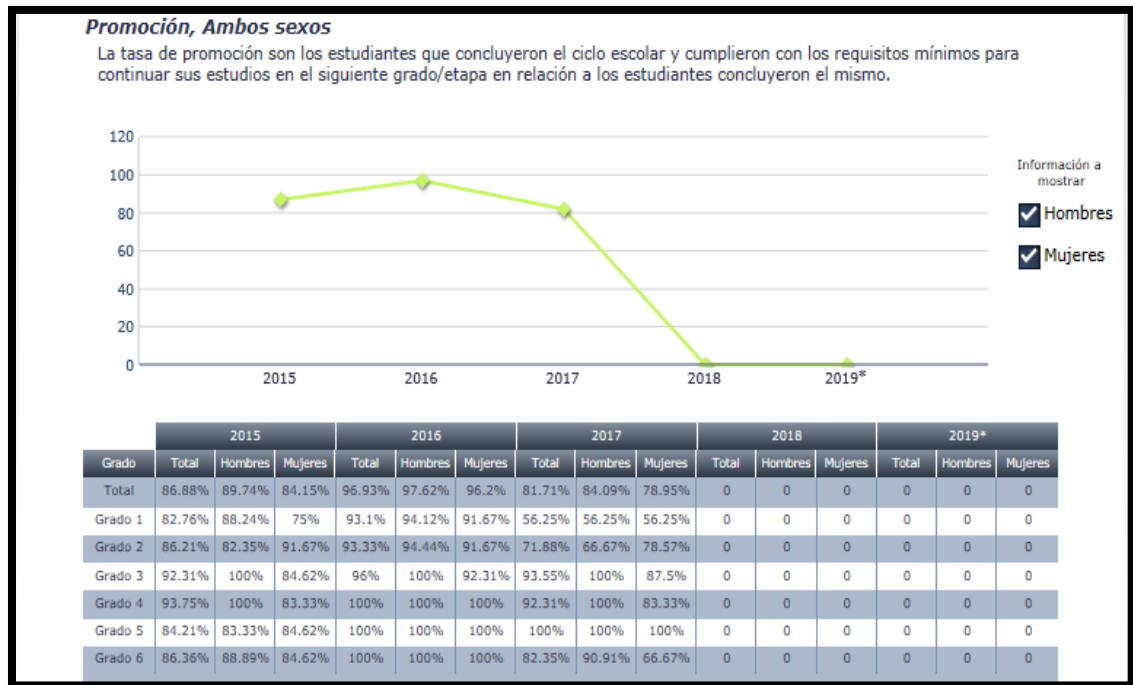 Promoción, Ambos sexos
La tasa de promoción son los estudiantes que concluyeron el ciclo escolar y cumplieron con los requisitos mínimos para
continuar sus estudios en el siguiente grado/etapa en relación a los estudiantes concluyeron el mismo.
120
100
80
60
40
20
0
2015 2016 2017 2018 2019*
Información a
mostrar
Hombres
Mujeres
2015 2016 2017 2018 2019*
Grado Total Hombres Mujeres Total Hombres Mujeres Total Hombres Mujeres Total Hombres Mujeres Total Hombres Mujeres
Total 86.88% 89.74% 84.15% 96.93% 97.62% 96.2% 81.71% 84.09% 78.95% 0 0 0 0 0 0
Grado 1 82.76% 88.24% 75% 93.1% 94.12% 91.67% 56.25% 56.25% 56.25% 0 0 0 0 0 0
Grado 2 86.21% 82.35% 91.67% 93.33% 94.44% 91.67% 71.88% 66.67% 78.57% 0 0 0 0 0 0
Grado 3 92.31% 100% 84.62% 96% 100% 92.31% 93.55% 100% 87.5% 0 0 0 0 0 0
Grado 4 93.75% 100% 83.33% 100% 100% 100% 92.31% 100% 83.33% 0 0 0 0 0 0
Grado 5 84.21% 83.33% 84.62% 100% 100% 100% 100% 100% 100% 0 0 0 0 0 0
Grado 6 86.36% 88.89% 84.62% 100% 100% 100% 82.35% 90.91% 66.67% 0 0 0 0 0 0